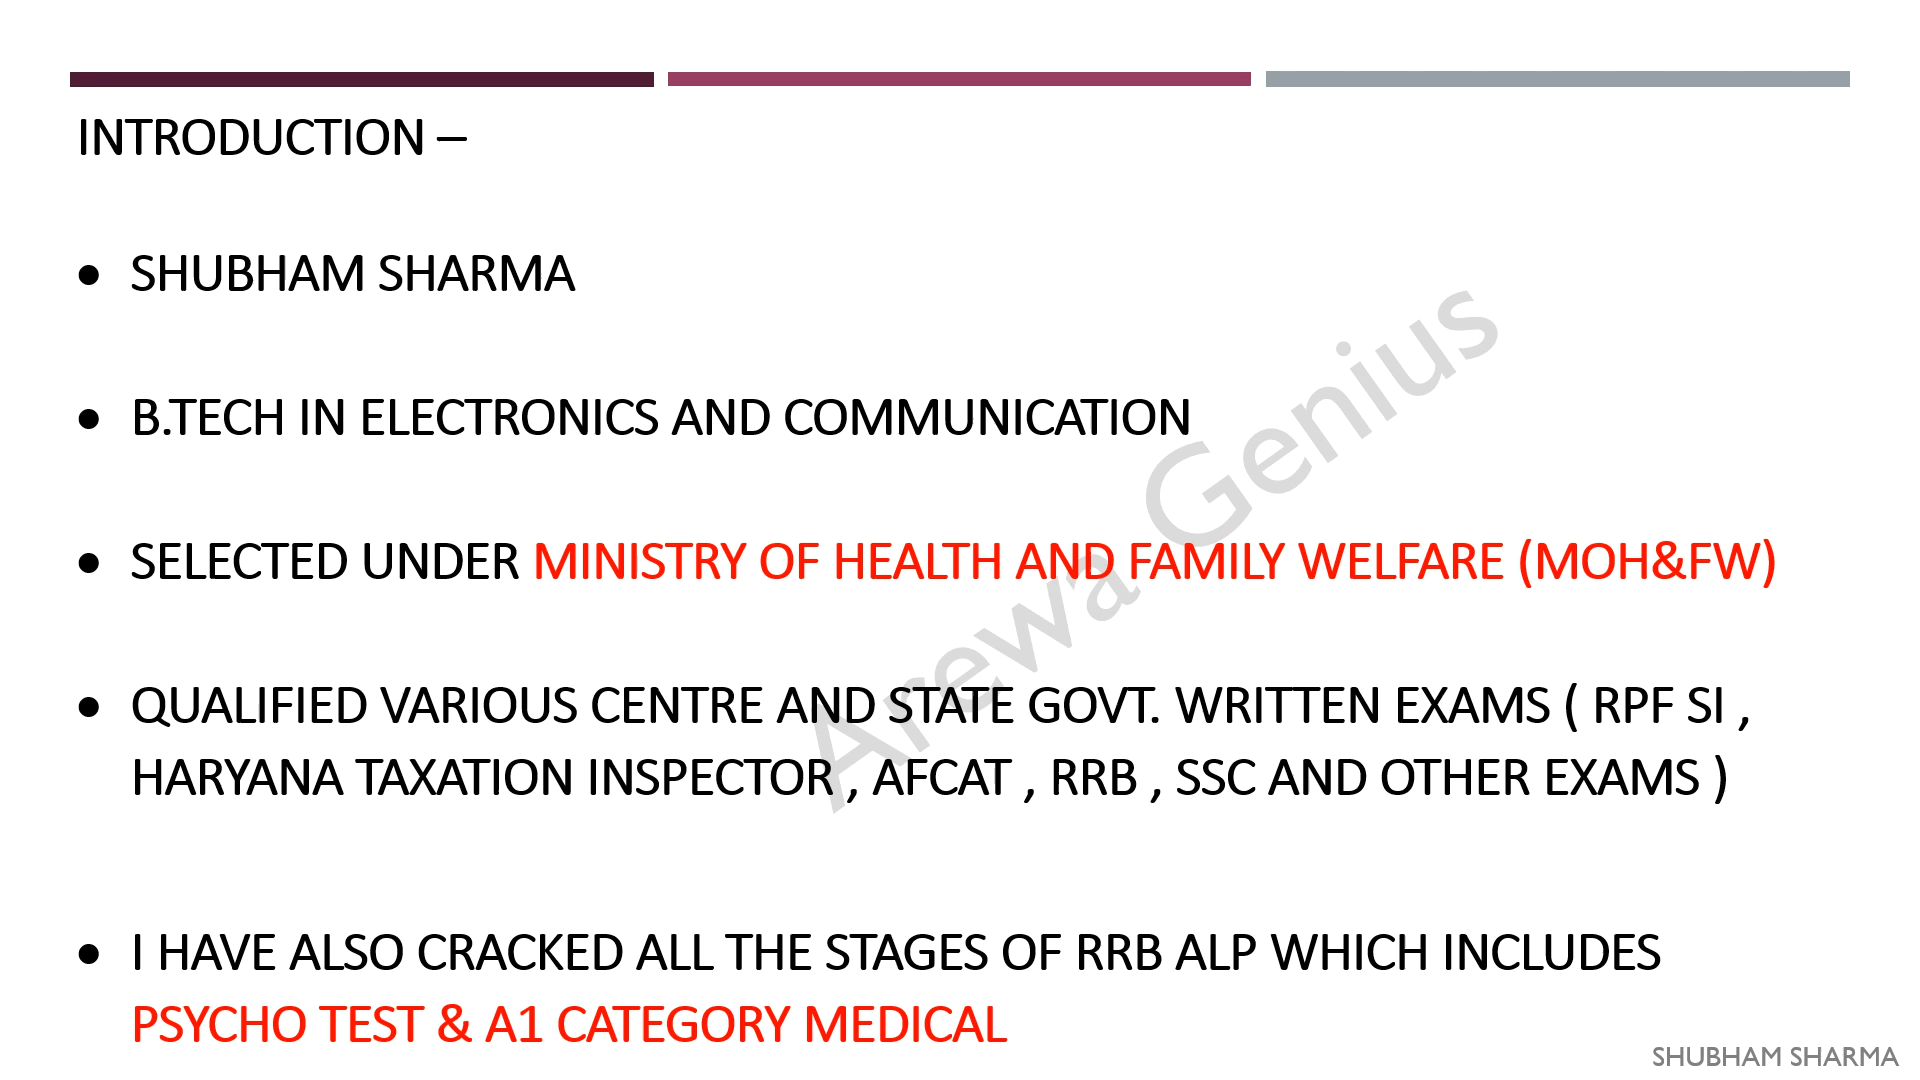 INTRODUCTION –
• SHUBHAM SHARMA
• B.TECH IN ELECTRONICS AND COMMUNICATION
• SELECTED UNDER MINISTRY OF HEALTH AND FAMILY WELFARE (MOH&FW)
• QUALIFIED VARIOUS CENTRE AND STATE GOVT. WRITTEN EXAMS ( RPF SI ,
HARYANA TAXATION INSPECTOR , AFCAT , RRB , SSC AND OTHER EXAMS )
• I HAVE ALSO CRACKED ALL THE STAGES OF RRB ALP WHICH INCLUDES
PSYCHO TEST & A1 CATEGORY MEDICAL
Arewa Genius
SHUBHAM SHARMA